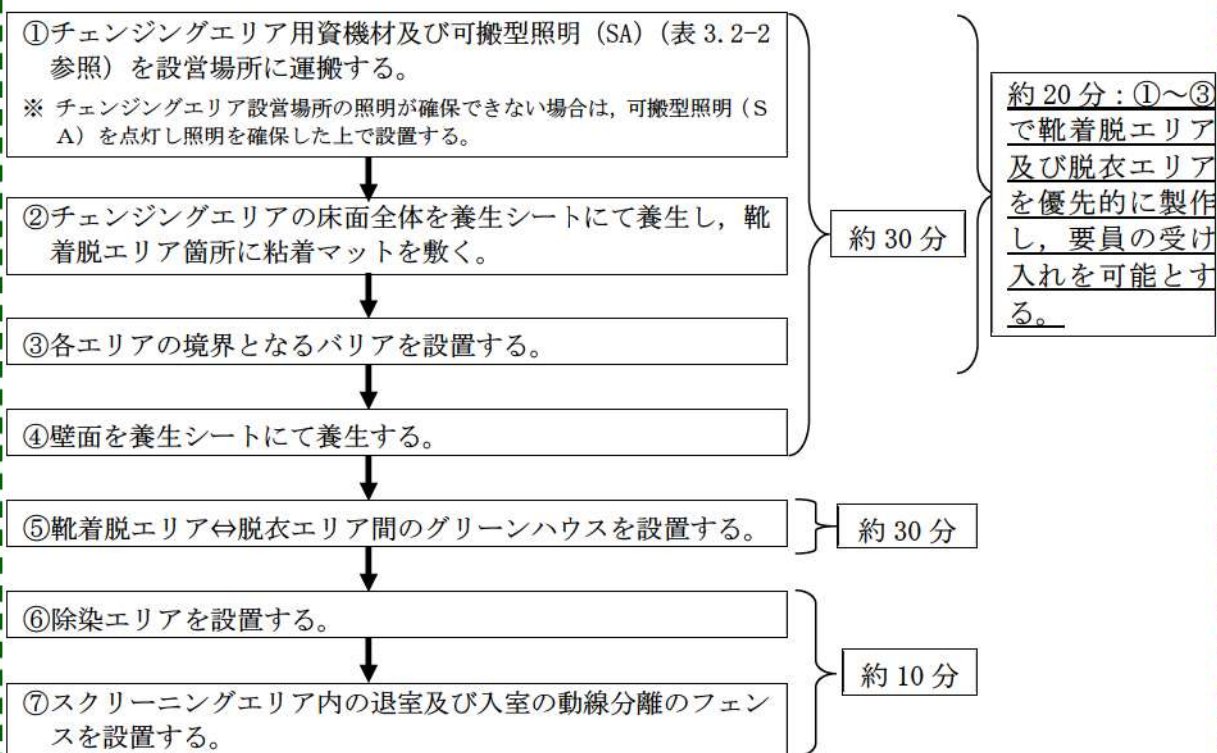 ①チェンジングエリア用資機材及び可搬型照明（SA）（表 3.2-2
参照）を設営場所に運搬する。
※ チェンジングエリア設営場所の照明が確保できない場合は，可搬型照明（Ｓ
Ａ）を点灯し照明を確保した上で設置する。
②チェンジングエリアの床面全体を養生シートにて養生し，靴
着脱エリア箇所に粘着マットを敷く。
③各エリアの境界となるバリアを設置する。
④壁面を養生シートにて養生する。
約 30 分
約 20 分：①～③
で靴着脱エリア
及び脱衣エリア
を優先的に製作
し，要員の受け
入れを可能とす
る。
⑤靴着脱エリア⇔脱衣エリア間のグリーンハウスを設置する。
約 30 分
⑥除染エリアを設置する。
⑦スクリーニングエリア内の退室及び入室の動線分離のフェン
スを設置する。
約 10 分